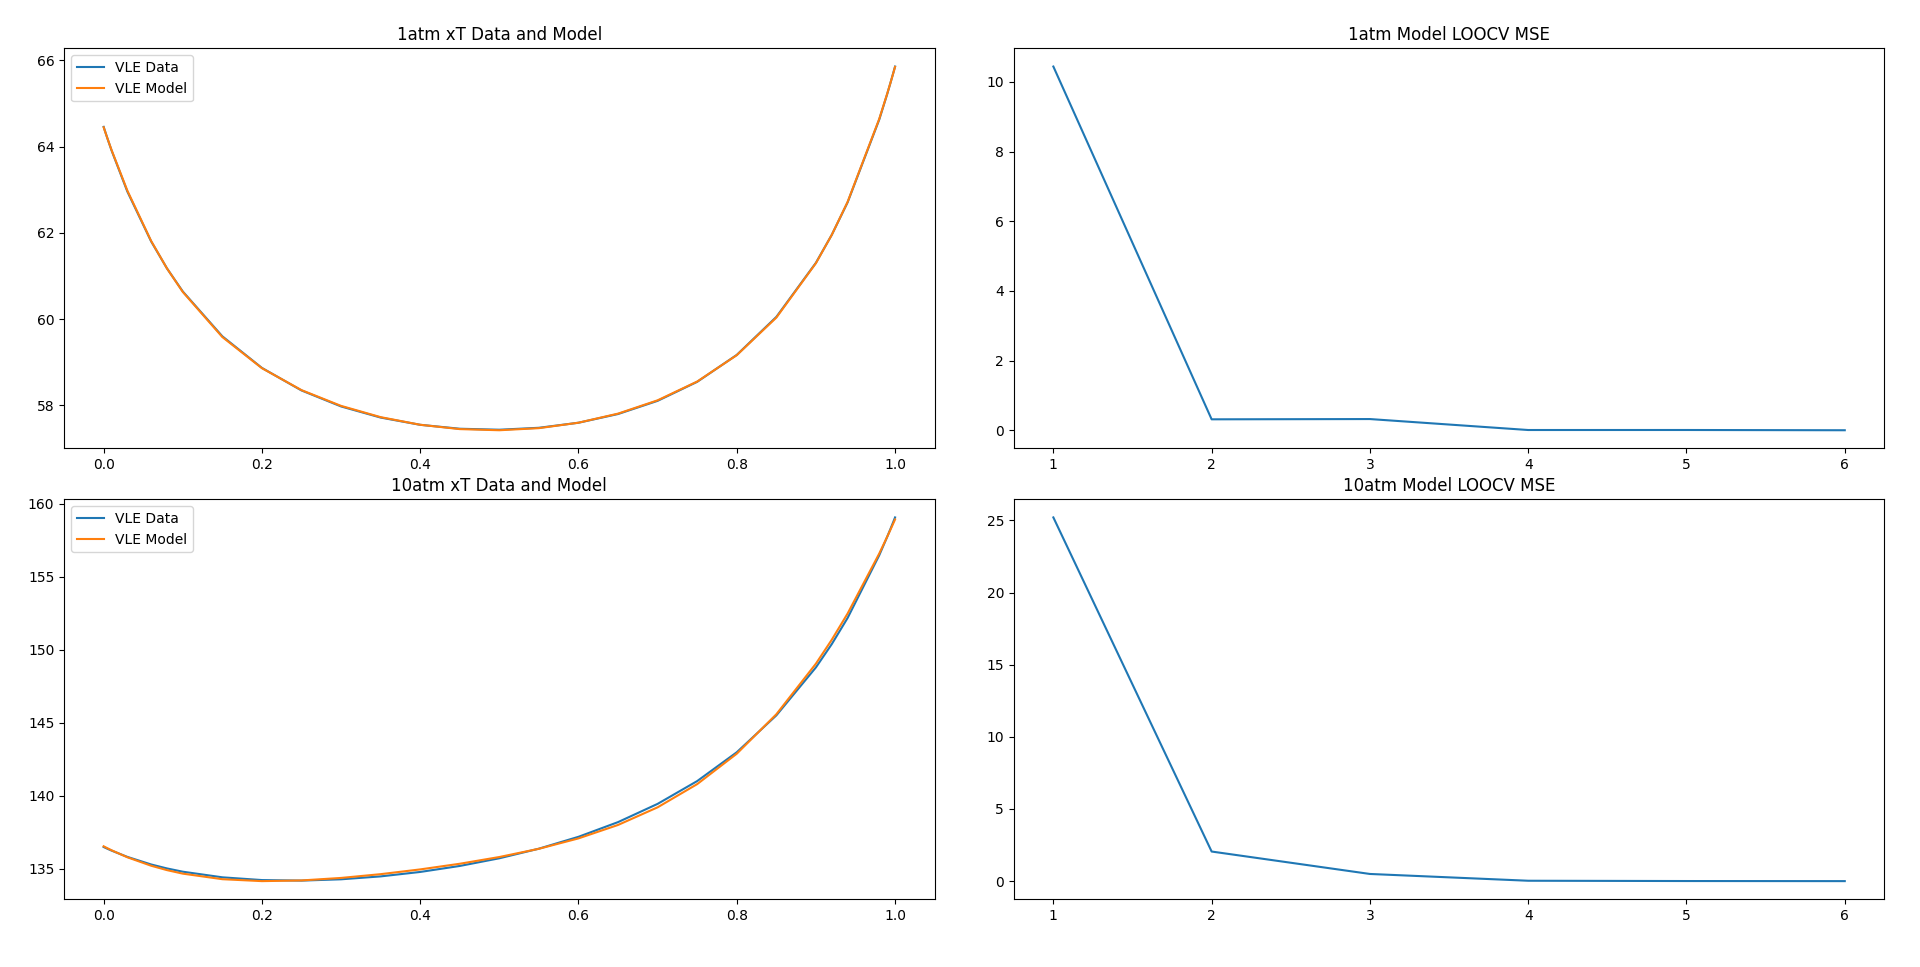 1atm xT Data and Model
VLE Data
VLE Model
66
64
62
60
58
0.0 0.2 0.4 0.6 0.8 1.0
1atm Model LOOCV MSE
10
8
6
4
2
0
1 2 3 4 5 6
10atm xT Data and Model
VLE Data
VLE Model
160
155
150
145
140
135
0.0 0.2 0.4 0.6 0.8 1.0
10atm Model LOOCV MSE
25
20
15
10
5
0
1 2 3 4 5 6